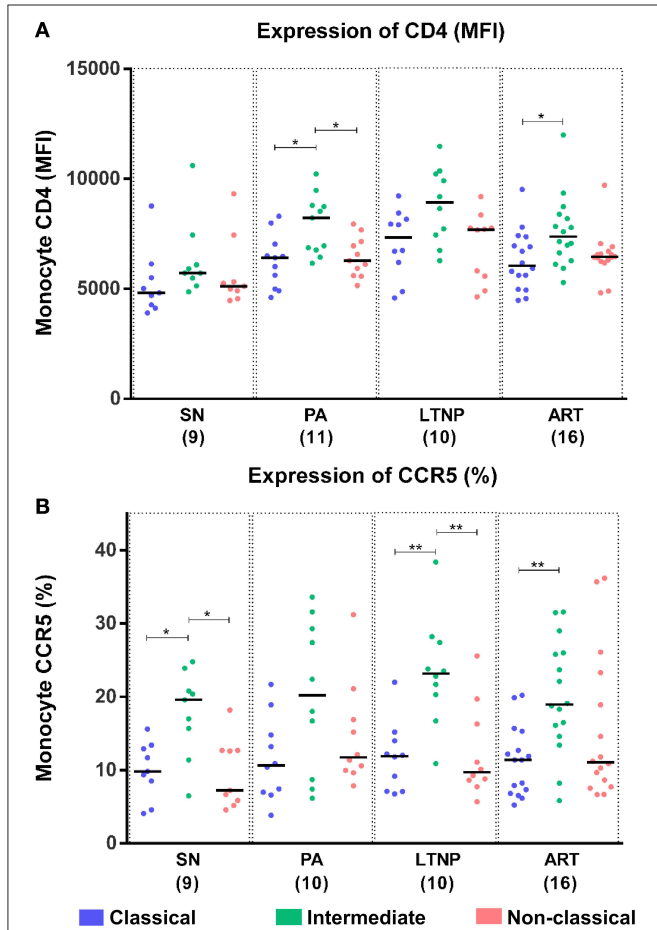 A
Expression of CD4 (MFI)
Monocyte CD4 (MFI)
15000
10000
5000
0
* * *
SN PA LTNP ART
(9) (11) (10) (16)
Expression of CCR5 (%)
B
Monocyte CCR5 (%)
40
30
20
10
0
* * ** ** **
SN PA LTNP ART
(9) (10) (10) (16)
Classical Intermediate Non-classical